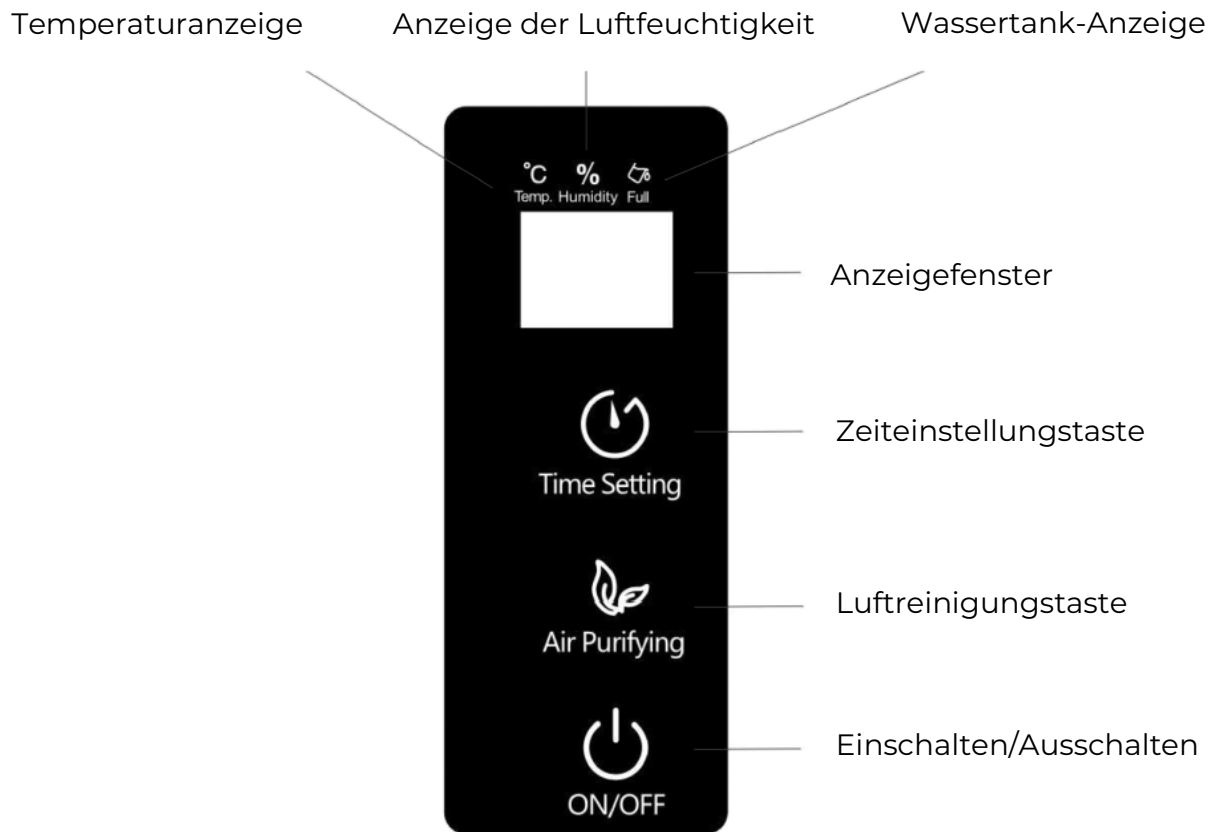 Temperaturanzeige Anzeige der Luftfeuchtigkeit Wassertank-Anzeige
°C % 
Temp. Humidity Full
Anzeigefenster
Zeiteinstellungstaste
Time Setting
Luftreinigungstaste
Air Purifying
Einschalten/Ausschalten
ON/OFF